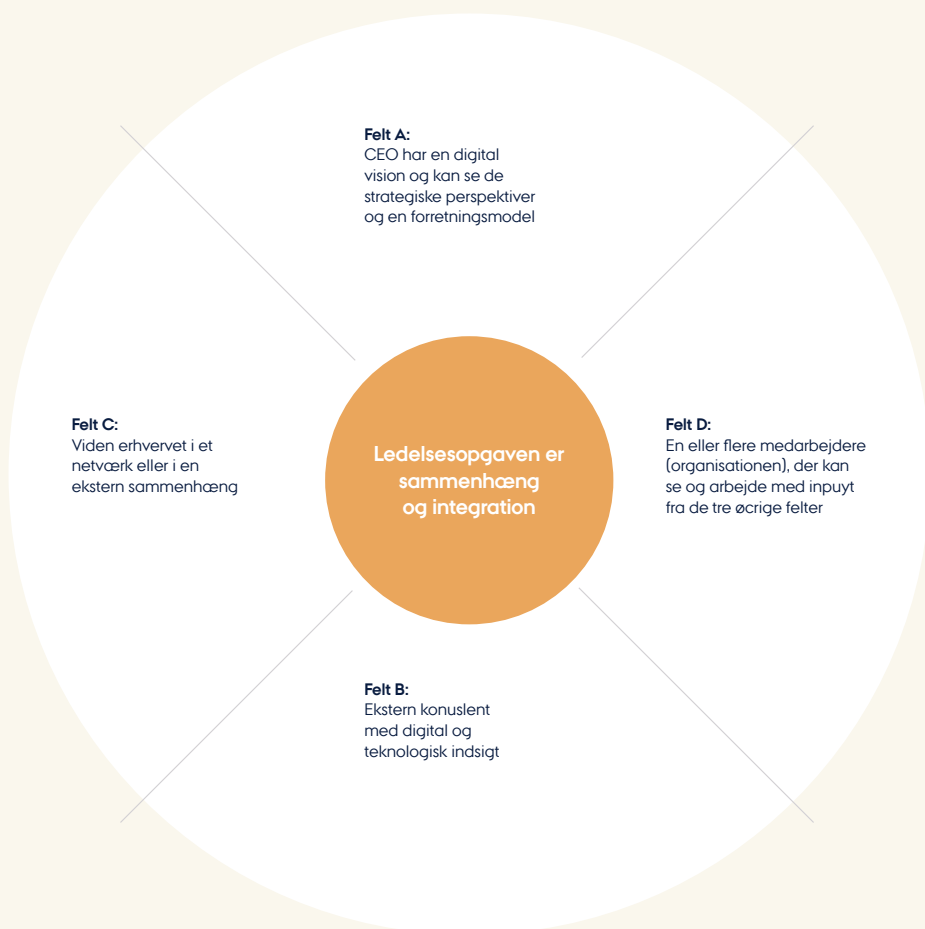 Felt A:
CEO har en digital
vision og kan se de
strategiske perspektiver
og en forretningsmodel
Felt C:
Viden erhvervet i et
netværk eller i en
ekstern sammenhæng
Ledelsesopgaven er
sammenhæng
og integration
Felt D:
En eller flere medarbejdere
(organisationen), der kan
se og arbejde med inpuyt
fra de tre øcrige felter
Felt B:
Ekstern konuslent
med digital og
teknologisk indsigt